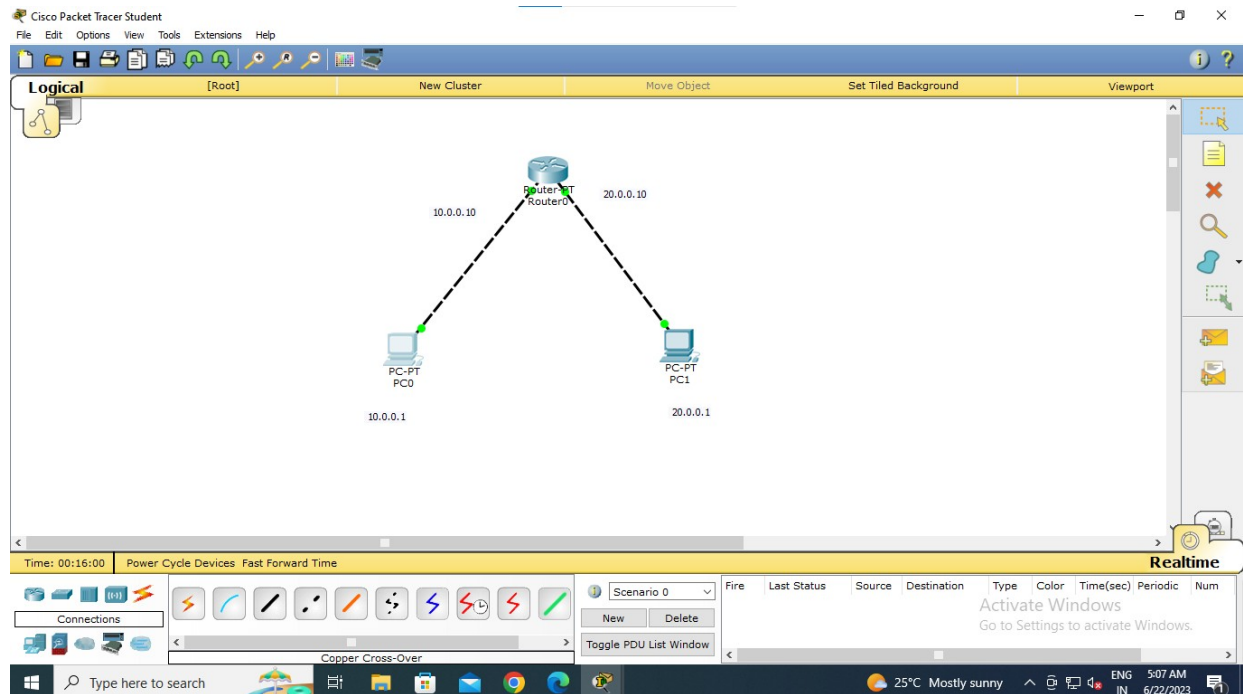 Cisco Packet Tracer Student
File Edit Options View Tools Extensions Help
Logical [Root] New Cluster Move Object Set Tiled Background Viewport
Router-PT
Router0
20.0.0.10
10.0.0.10
PC-PT
PC0
PC-PT
PC1
10.0.0.1
20.0.0.1
Time: 00:16:00 Power Cycle Devices Fast Forward Time Realtime
Connections
Copper Cross-Over
Scenario 0
New Delete
Toggle PDU List Window
Fire Last Status Source Destination Type Color Time(sec) Periodic Num
Activate Windows
Go to Settings to activate Windows.
Type here to search
25°C Mostly sunny
ENG
IN
5:07 AM
6/22/2023